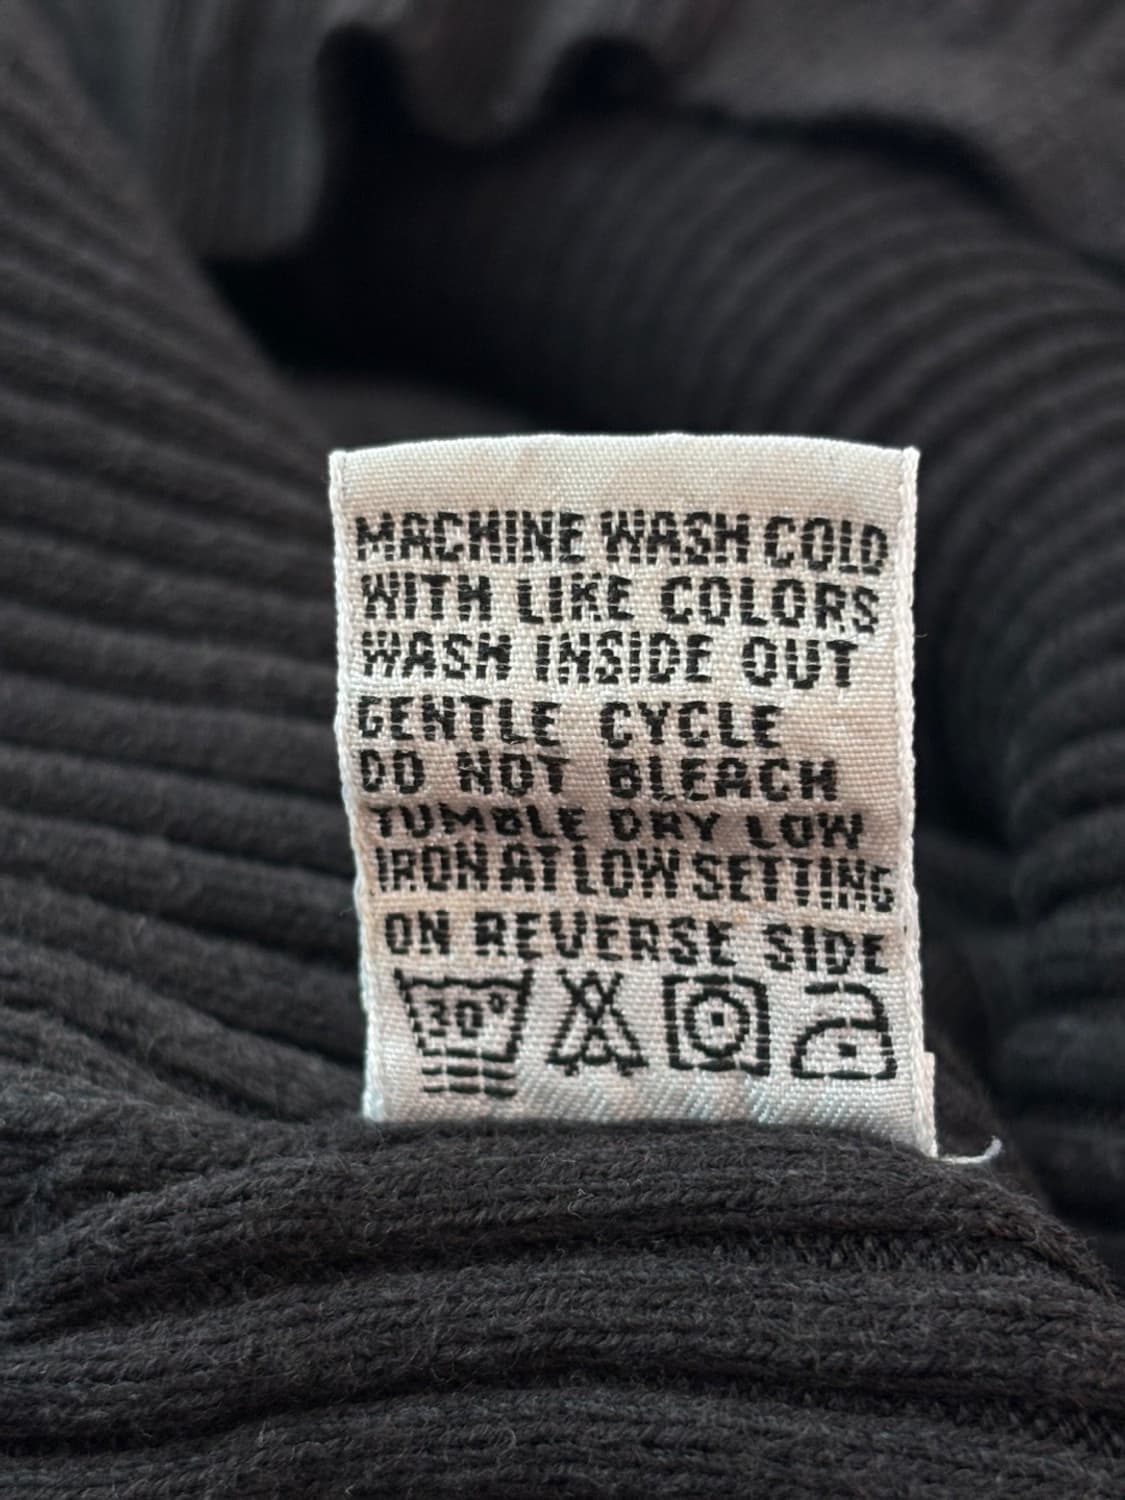 MACHINE WASH COLD
WITH LIKE COLORS
WASH INSIDE OUT
GENTLE CYCLE
DO NOT BLEACH
TUMBLE DRY LOW
IRON AT LOW SETTING
ON REVERSE SIDE
30°